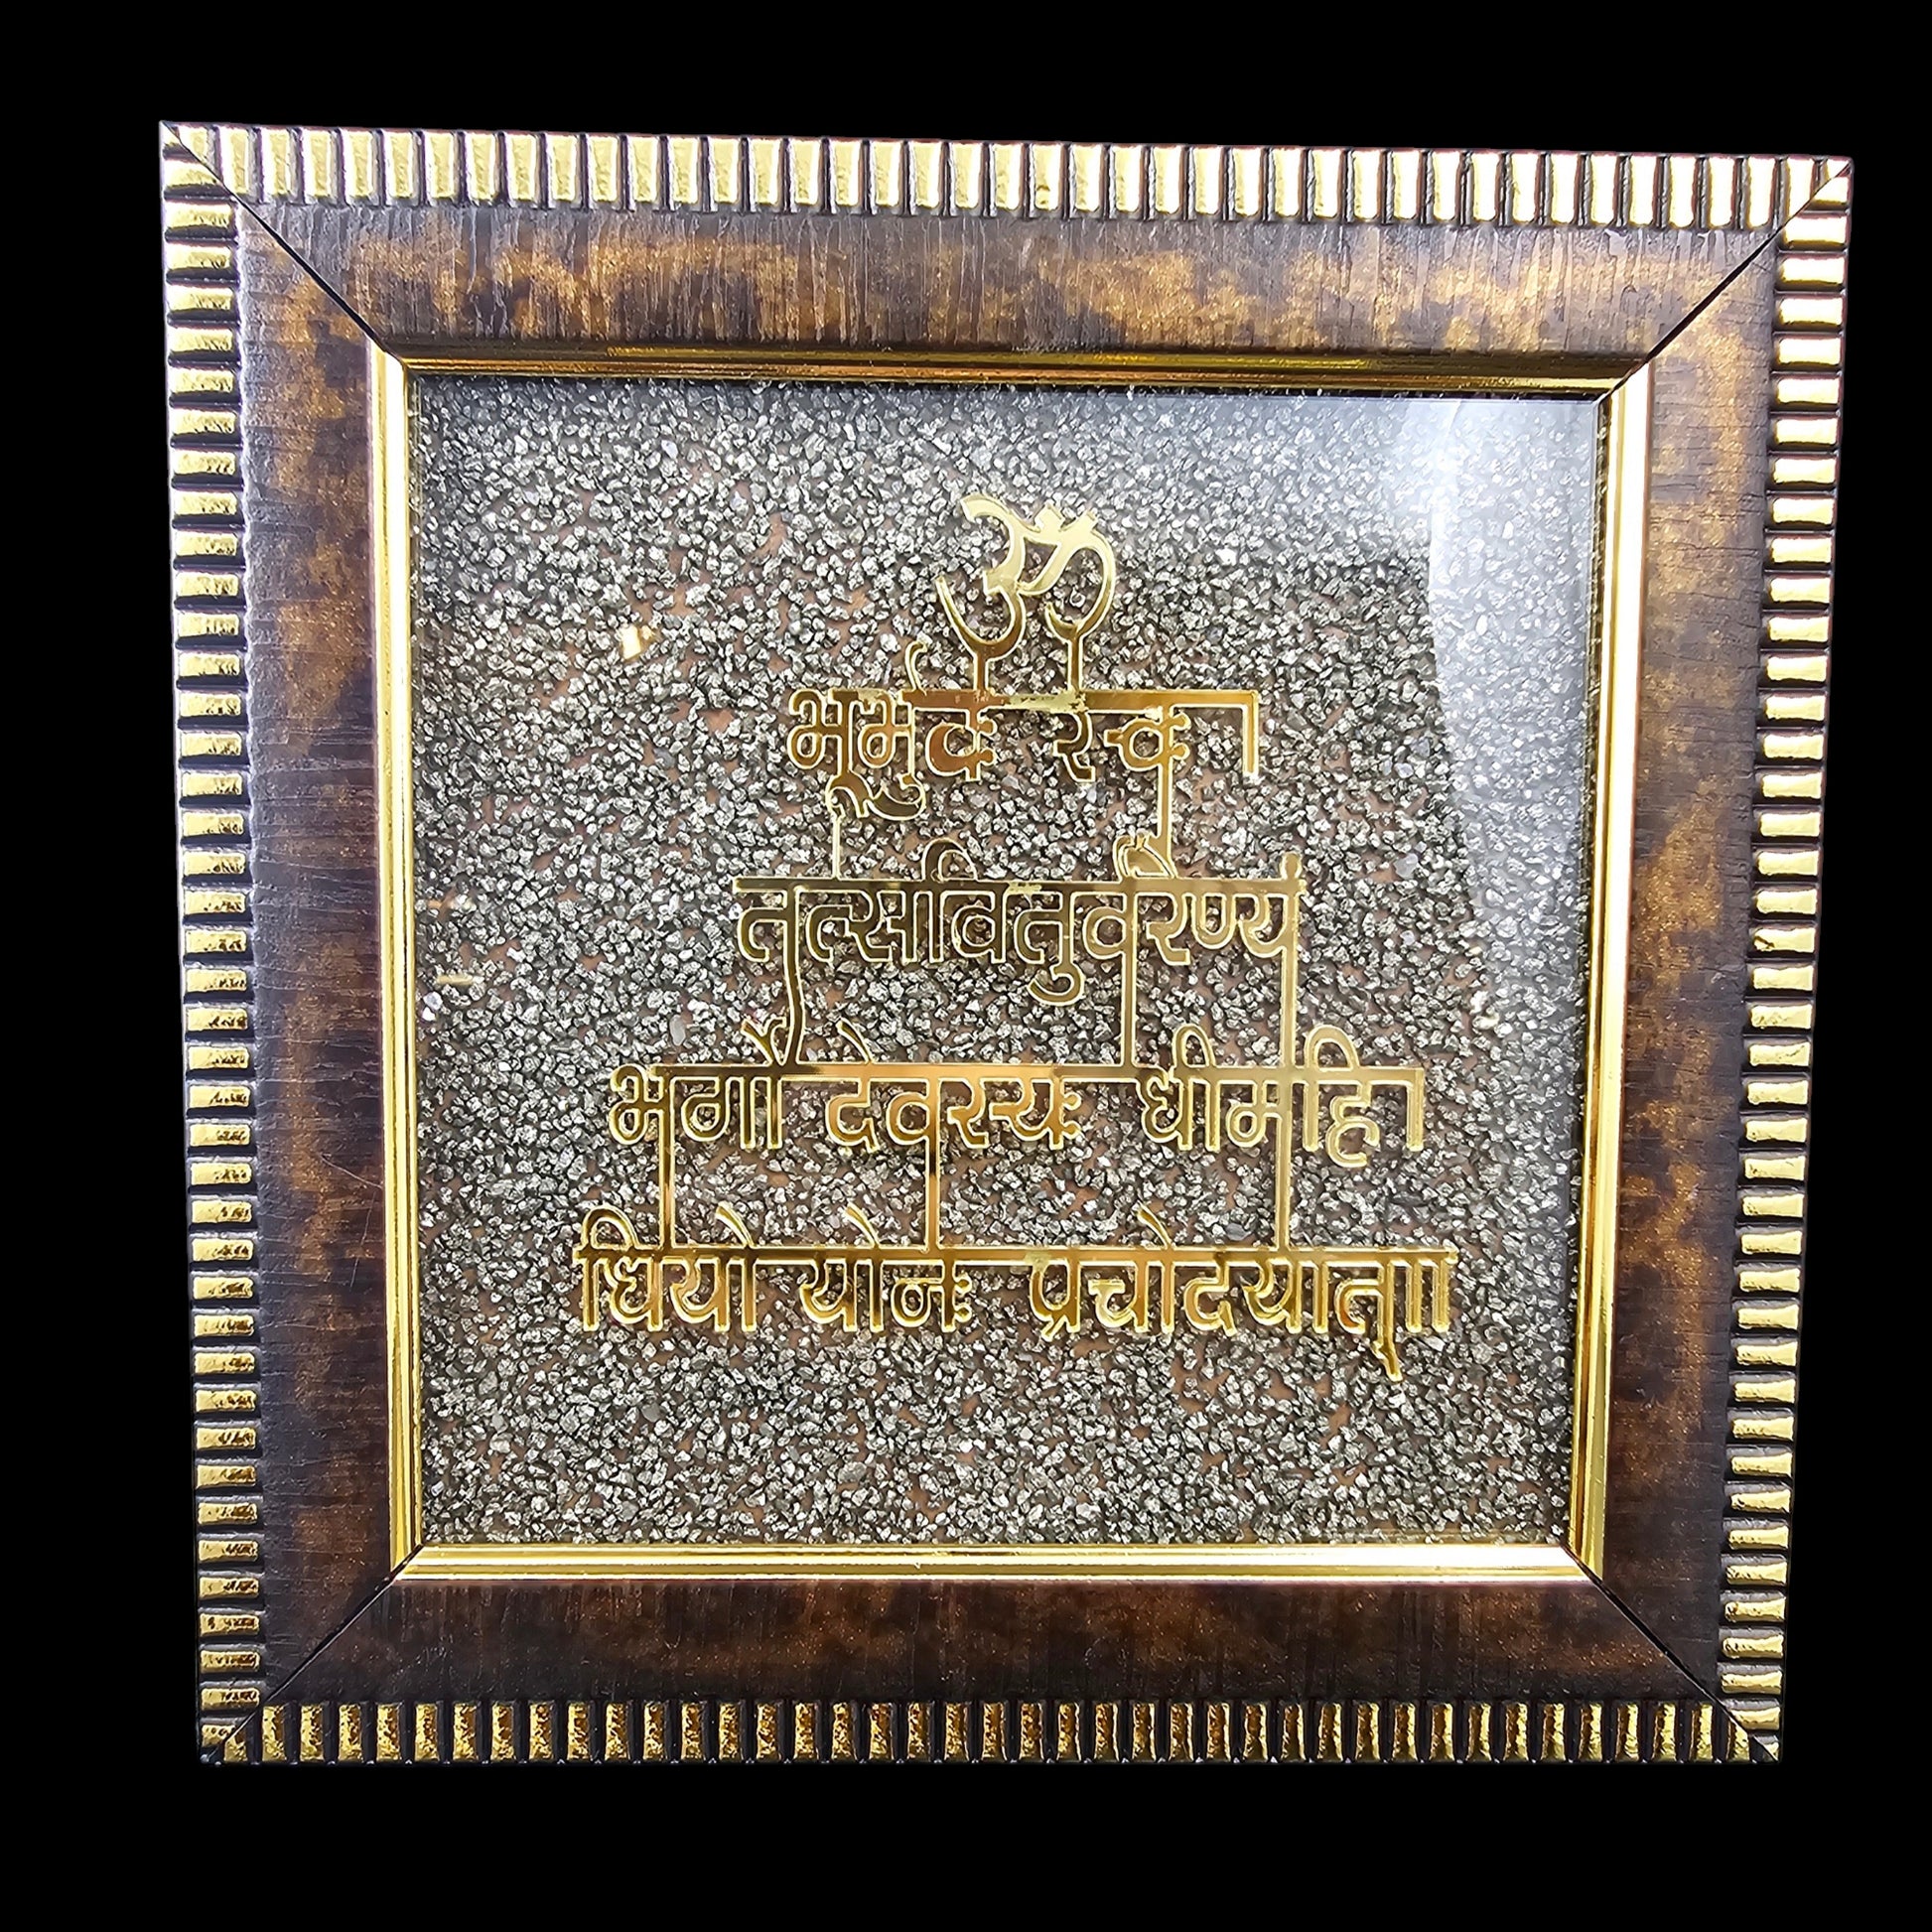 ॐ
भूर्भुवः स्वः ।
तत्सवितुर्वरेण्यं
भर्गो देवस्यः धीमहि ।
धियो योनः प्रचोदयात् ॥